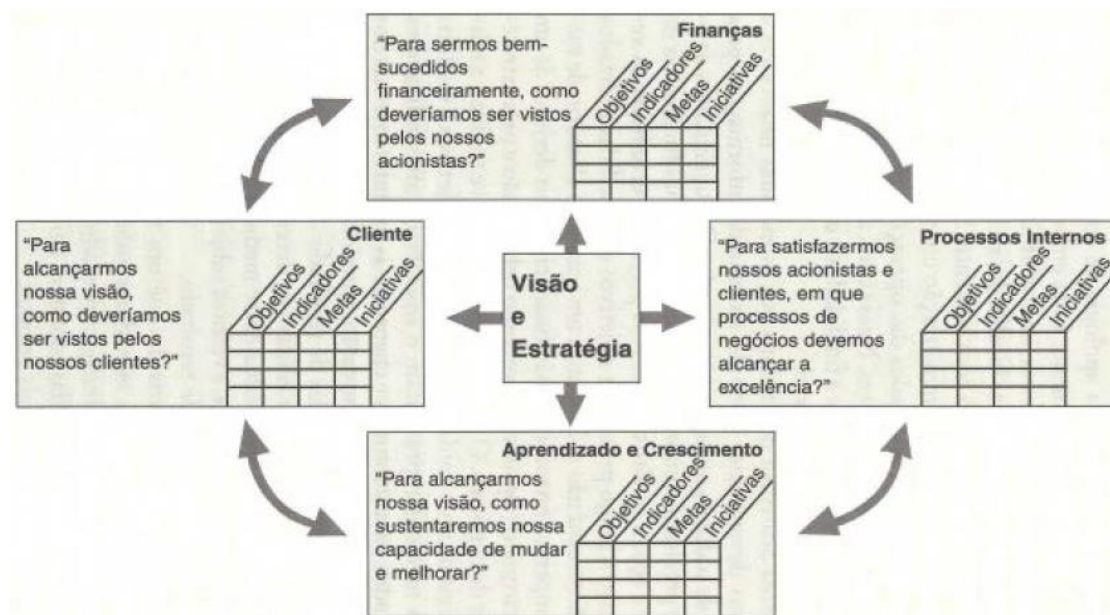 Finanças
“Para sermos bem-
sucedidos
financeiramente, como
deveríamos ser vistos
pelos nossos
acionistas?”
Objetivos
Indicadores
Metas
Iniciativas
Cliente
“Para
alcançarmos
nossa visão,
como deveríamos
ser vistos pelos
nossos clientes?”
Objetivos
Indicadores
Metas
Iniciativas
Visão
e
Estratégia
Processos Internos
“Para satisfazermos
nossos acionistas e
clientes, em que
processos de
negócios devemos
alcançar a
excelência?”
Objetivos
Indicadores
Metas
Iniciativas
Aprendizado e Crescimento
“Para alcançarmos
nossa visão, como
sustentaremos nossa
capacidade de mudar
e melhorar?”
Objetivos
Indicadores
Metas
Iniciativas